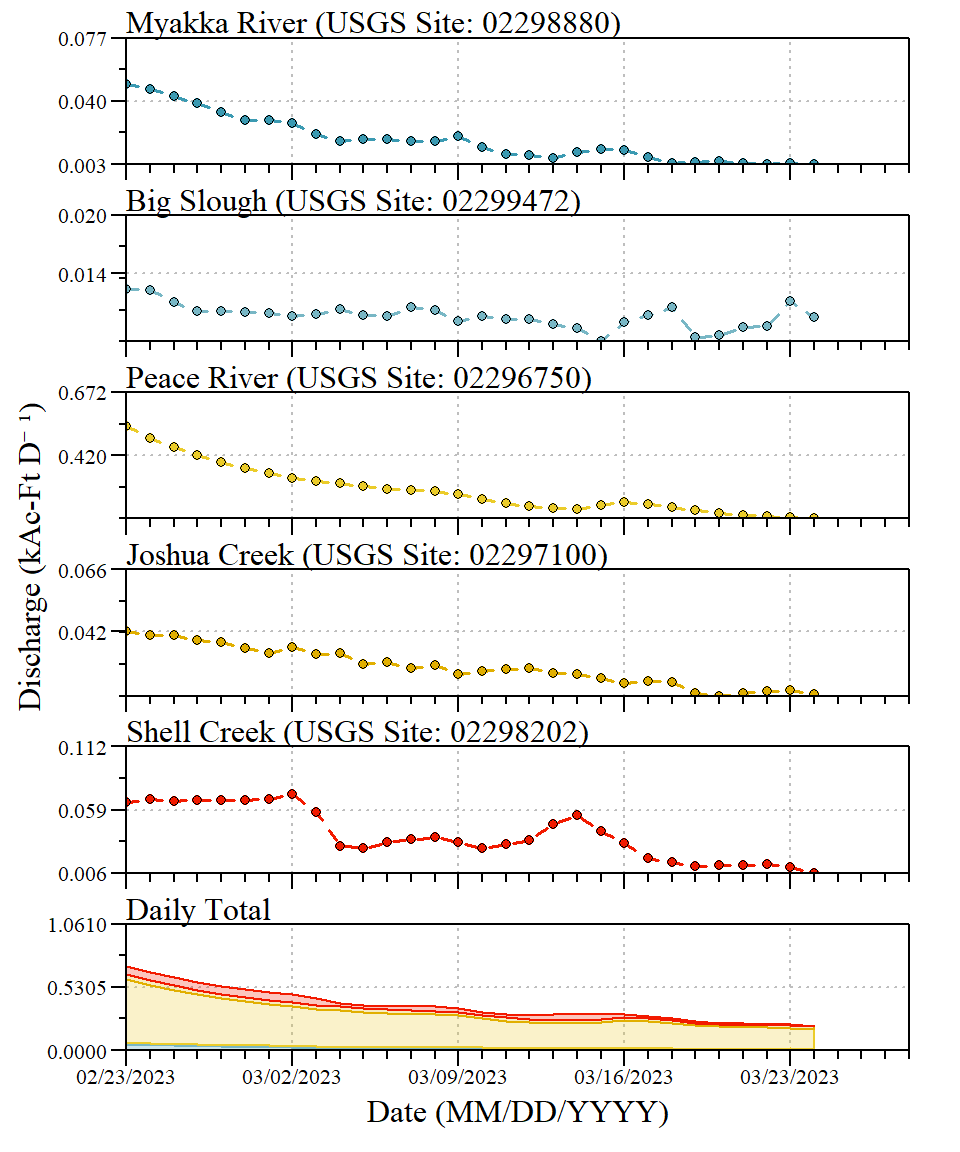 Myakka River (USGS Site: 02298880)
0.077
0.040
0.003
Big Slough (USGS Site: 02299472)
0.020
0.014
Peace River (USGS Site: 02296750)
0.672
0.420
Joshua Creek (USGS Site: 02297100)
0.066
0.042
Shell Creek (USGS Site: 02298202)
0.112
0.059
0.006
Daily Total
1.0610
0.5305
0.0000
Discharge (kAc-Ft D⁻¹)
02/23/2023 03/02/2023 03/09/2023 03/16/2023 03/23/2023
Date (MM/DD/YYYY)